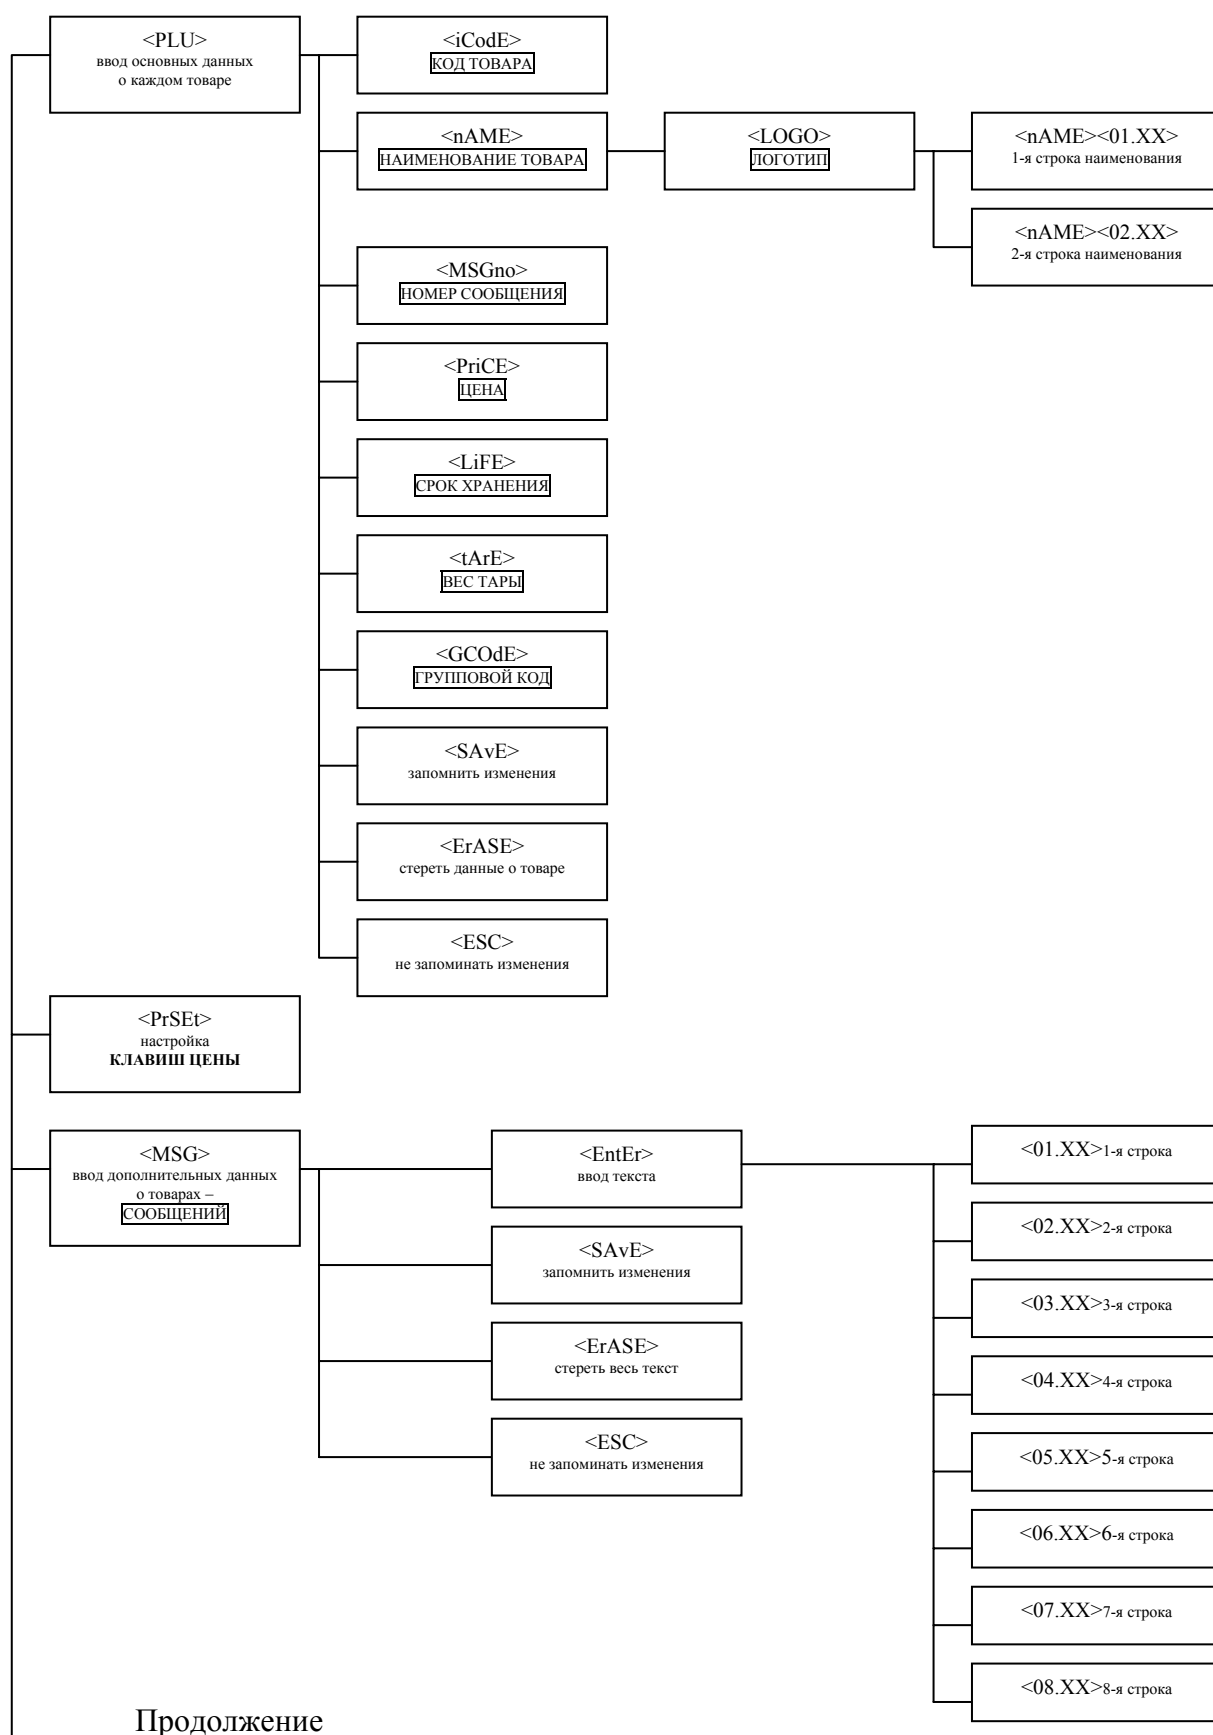 <PLU>
ввод основных данных
о каждом товаре
<iCodE>
КОД ТОВАРА
<nAME>
НАИМЕНОВАНИЕ ТОВАРА
<LOGO>
ЛОГОТИП
<nAME><01.XX>
1-я строка наименования
<nAME><02.XX>
2-я строка наименования
<MSGno>
НОМЕР СООБЩЕНИЯ
<PriCE>
ЦЕНА
<LiFE>
СРОК ХРАНЕНИЯ
<tArE>
ВЕС ТАРЫ
<GCOdE>
ГРУППОВОЙ КОД
<SAvE>
запомнить изменения
<ErASE>
стереть данные о товаре
<ESC>
не запоминать изменения
<PrSEt>
настройка
КЛАВИШ ЦЕНЫ
<MSG>
ввод дополнительных данных
о товарах –
СООБЩЕНИЙ
<EntEr>
ввод текста
<SAvE>
запомнить изменения
<ErASE>
стереть весь текст
<ESC>
не запоминать изменения
<01.XX>1-я строка
<02.XX>2-я строка
<03.XX>3-я строка
<04.XX>4-я строка
<05.XX>5-я строка
<06.XX>6-я строка
<07.XX>7-я строка
<08.XX>8-я строка
Продолжение